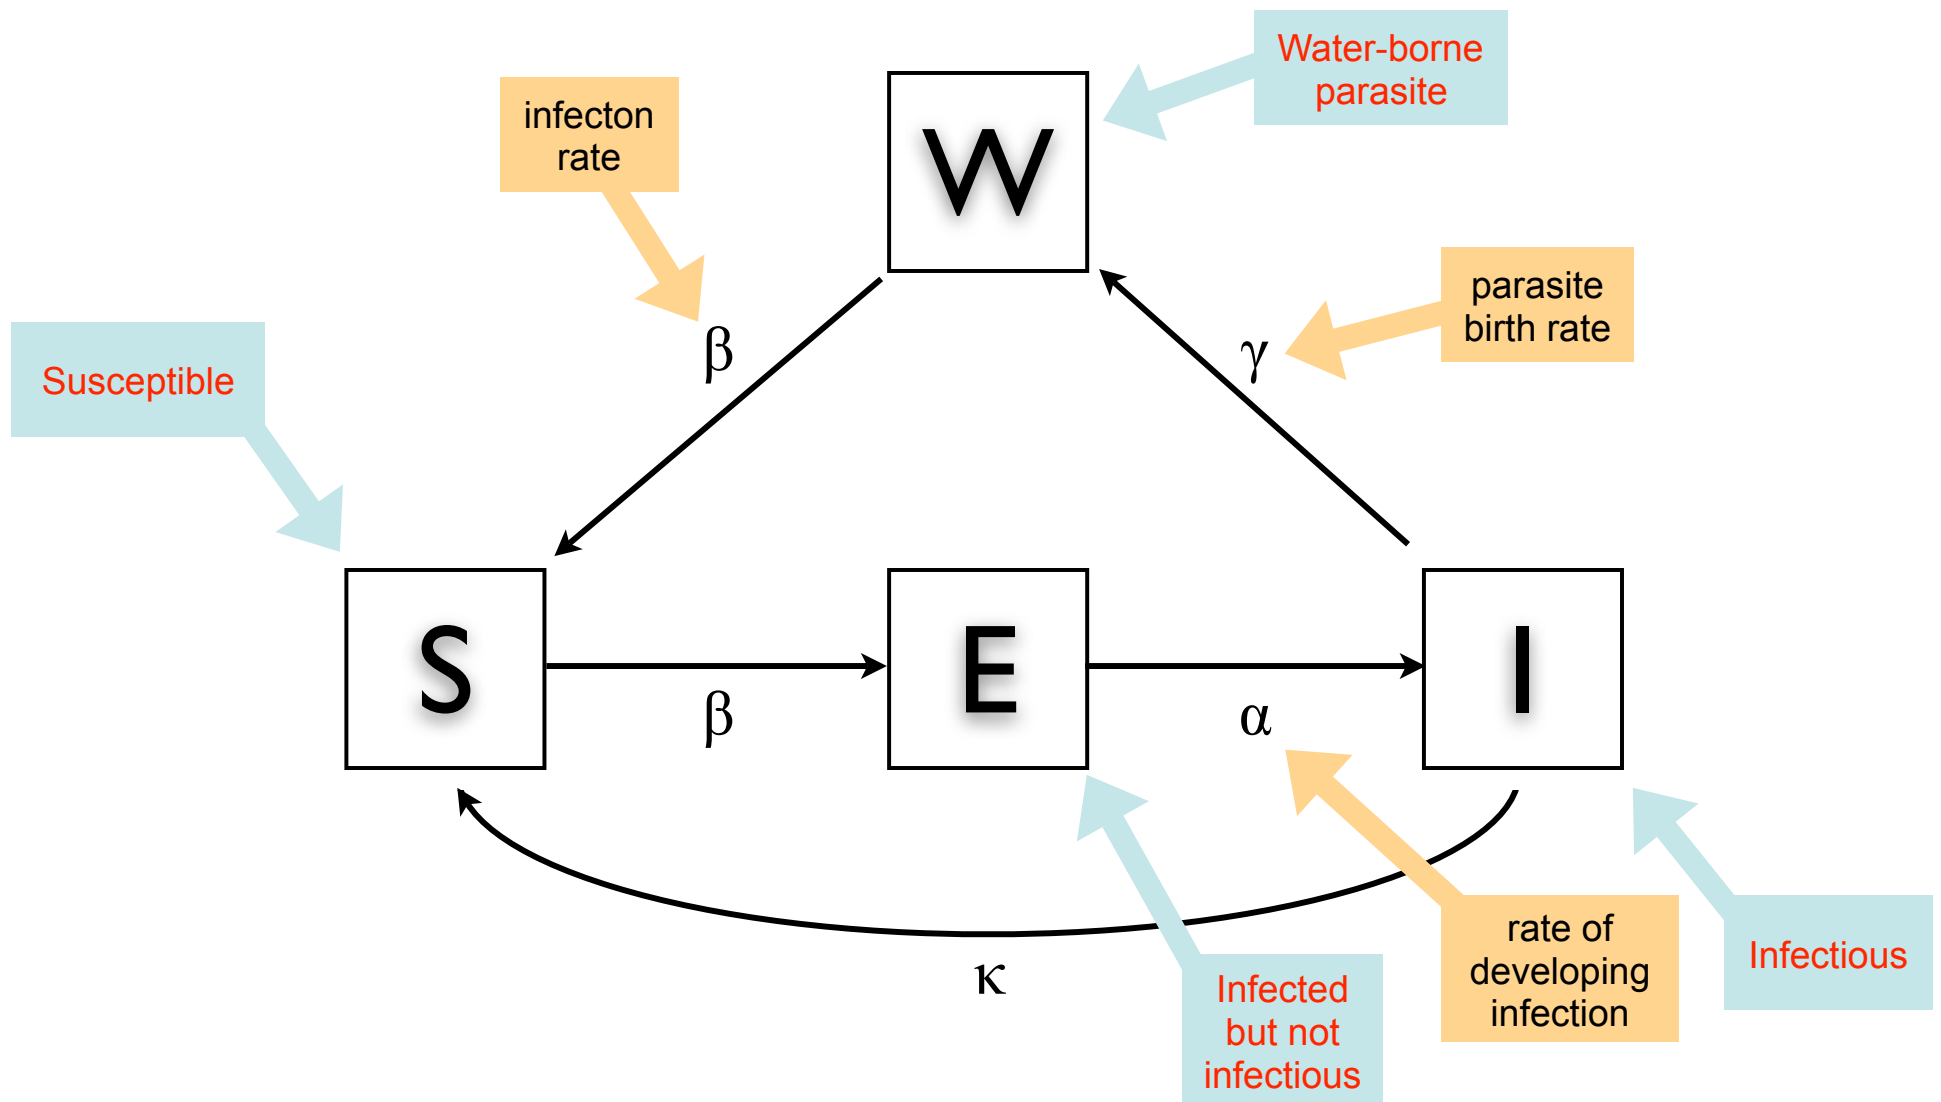 Water-borne
parasite
infecton
rate
W
parasite
birth rate
β
γ
Susceptible
S
E
I
β
α
κ
rate of
developing
infection
Infectious
Infected
but not
infectious